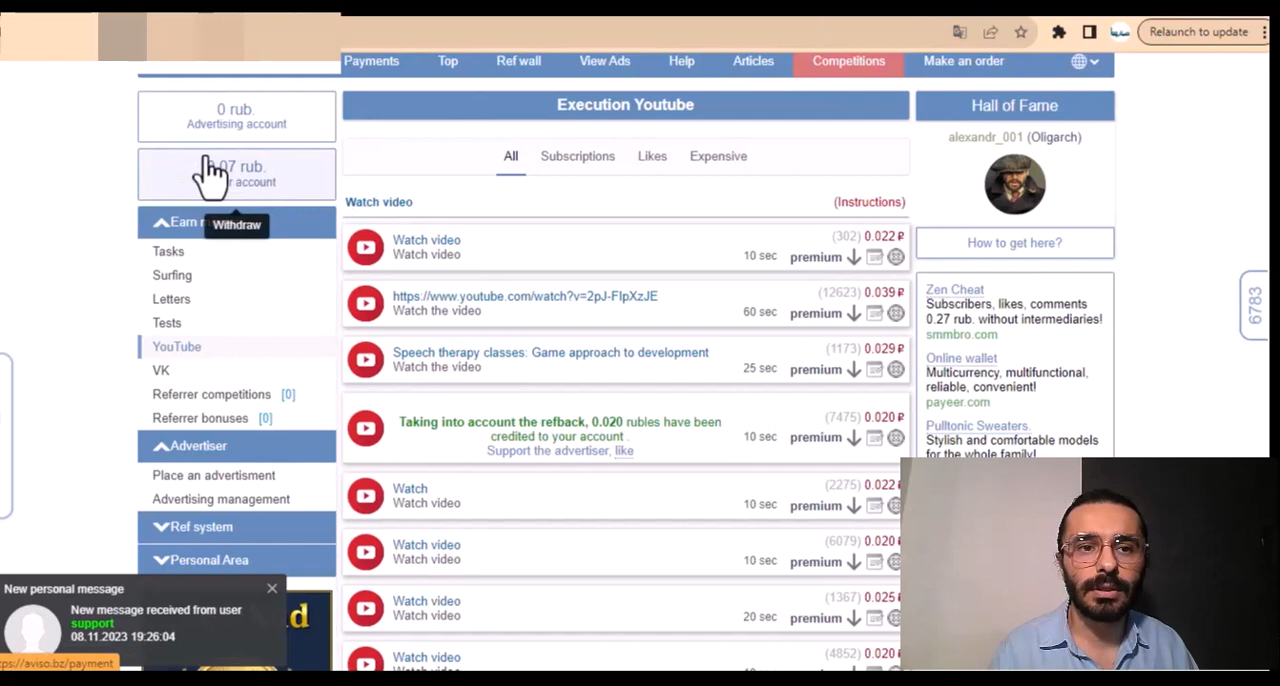 Relaunch to update
Payments Top Ref wall View Ads Help Articles Competitions Make an order
0 rub.
Advertising account
07 rub.
account
Withdraw
Earn
Tasks
Surfing
Letters
Tests
YouTube
VK
Referrer competitions [0]
Referrer bonuses [0]
Advertiser
Place an advertisment
Advertising management
Ref system
Personal Area
New personal message
New message received from user
support
08.11.2023 19:26:04
ps://aviso.bz/payment
Execution Youtube
All Subscriptions Likes Expensive
Watch video (Instructions)
Watch video (302) 0.022 ₽
Watch video 10 sec premium
https://www.youtube.com/watch?v=2pJ-FIpXzJE (12623) 0.039 ₽
Watch the video 60 sec premium
Speech therapy classes: Game approach to development (1173) 0.029 ₽
Watch the video 25 sec premium
Taking into account the refback, 0.020 rubles have been (7475) 0.020 ₽
credited to your account . 10 sec premium
Support the advertiser, like
Watch (2275) 0.022 ₽
Watch video 10 sec premium
Watch video (6079) 0.020 ₽
Watch video 10 sec premium
Watch video (1367) 0.025 ₽
Watch video 20 sec premium
Watch video (4852) 0.020
Hall of Fame
alexandr_001 (Oligarch)
How to get here?
Zen Cheat
Subscribers, likes, comments
0.27 rub. without intermediaries!
smmbro.com
Online wallet
Multicurrency, multifunctional,
reliable, convenient!
payeer.com
Pulltonic Sweaters.
Stylish and comfortable models
for the whole family!
6783